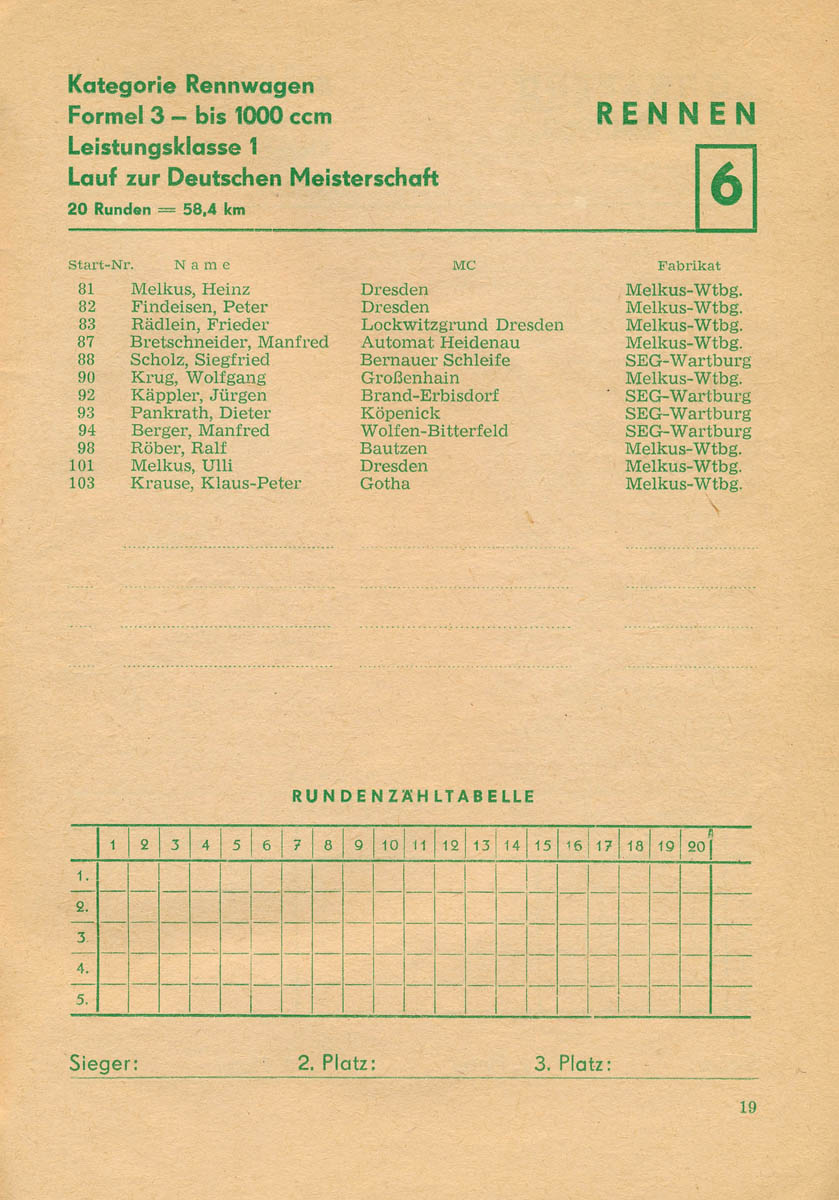 Kategorie Rennwagen
Formel 3 – bis 1000 ccm
Leistungsklasse 1
Lauf zur Deutschen Meisterschaft
20 Runden = 58,4 km
RENNEN
6
Start-Nr. Name MC Fabrikat
81 Melkus, Heinz Dresden Melkus-Wtbg.
82 Findeisen, Peter Dresden Melkus-Wtbg.
83 Rädlein, Frieder Lockwitzgrund Dresden Melkus-Wtbg.
87 Bretschneider, Manfred Automat Heidenau Melkus-Wtbg.
88 Scholz, Siegfried Bernauer Schleife SEG-Wartburg
90 Krug, Wolfgang Großenhain Melkus-Wtbg.
92 Käppler, Jürgen Brand-Erbisdorf SEG-Wartburg
93 Pankrath, Dieter Köpenick SEG-Wartburg
94 Berger, Manfred Wolfen-Bitterfeld SEG-Wartburg
98 Röber, Ralf Bautzen Melkus-Wtbg.
101 Melkus, Ulli Dresden Melkus-Wtbg.
103 Krause, Klaus-Peter Gotha Melkus-Wtbg.
RUNDENZÄHLTABELLE
1 2 3 4 5 6 7 8 9 10 11 12 13 14 15 16 17 18 19 20
1.
2.
3.
4.
5.
Sieger: 2. Platz: 3. Platz:
19